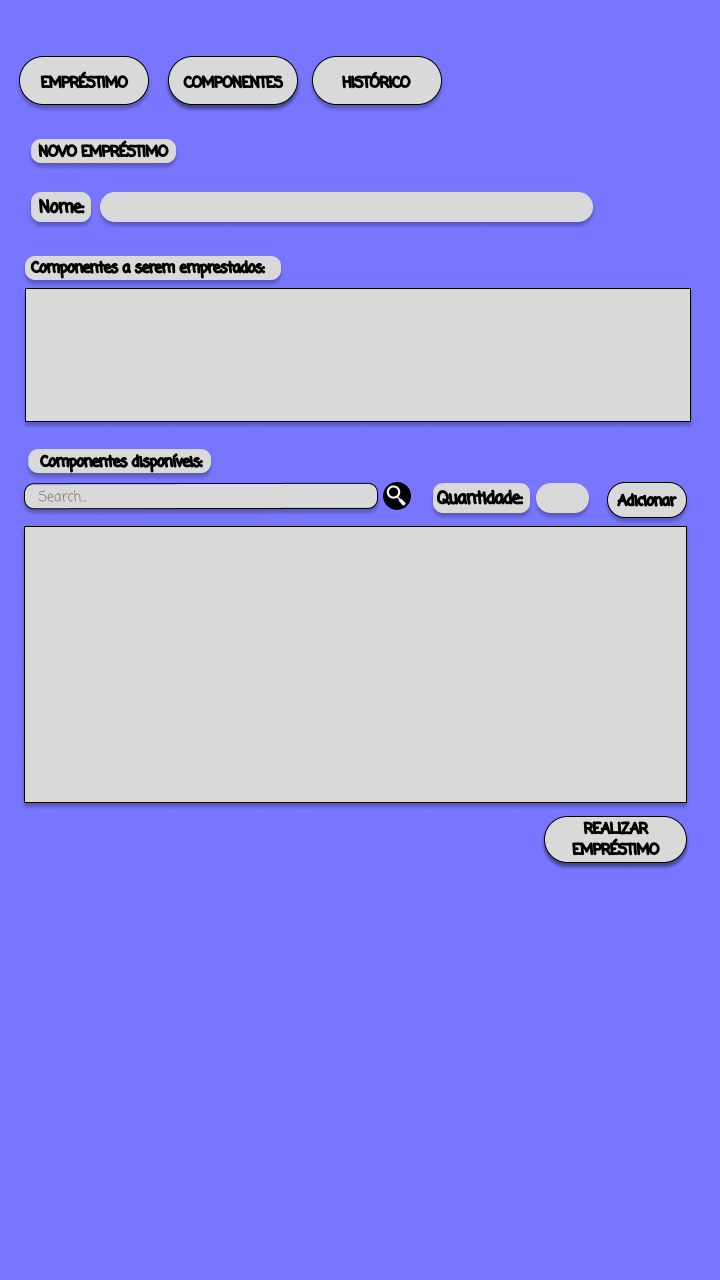 EMPRÉSTIMO COMPONENTES HISTÓRICO
NOVO EMPRÉSTIMO
Nome:
Componentes a serem emprestados:
Componentes disponíveis:
Search... Quantidade: Adicionar
REALIZAR
EMPRÉSTIMO